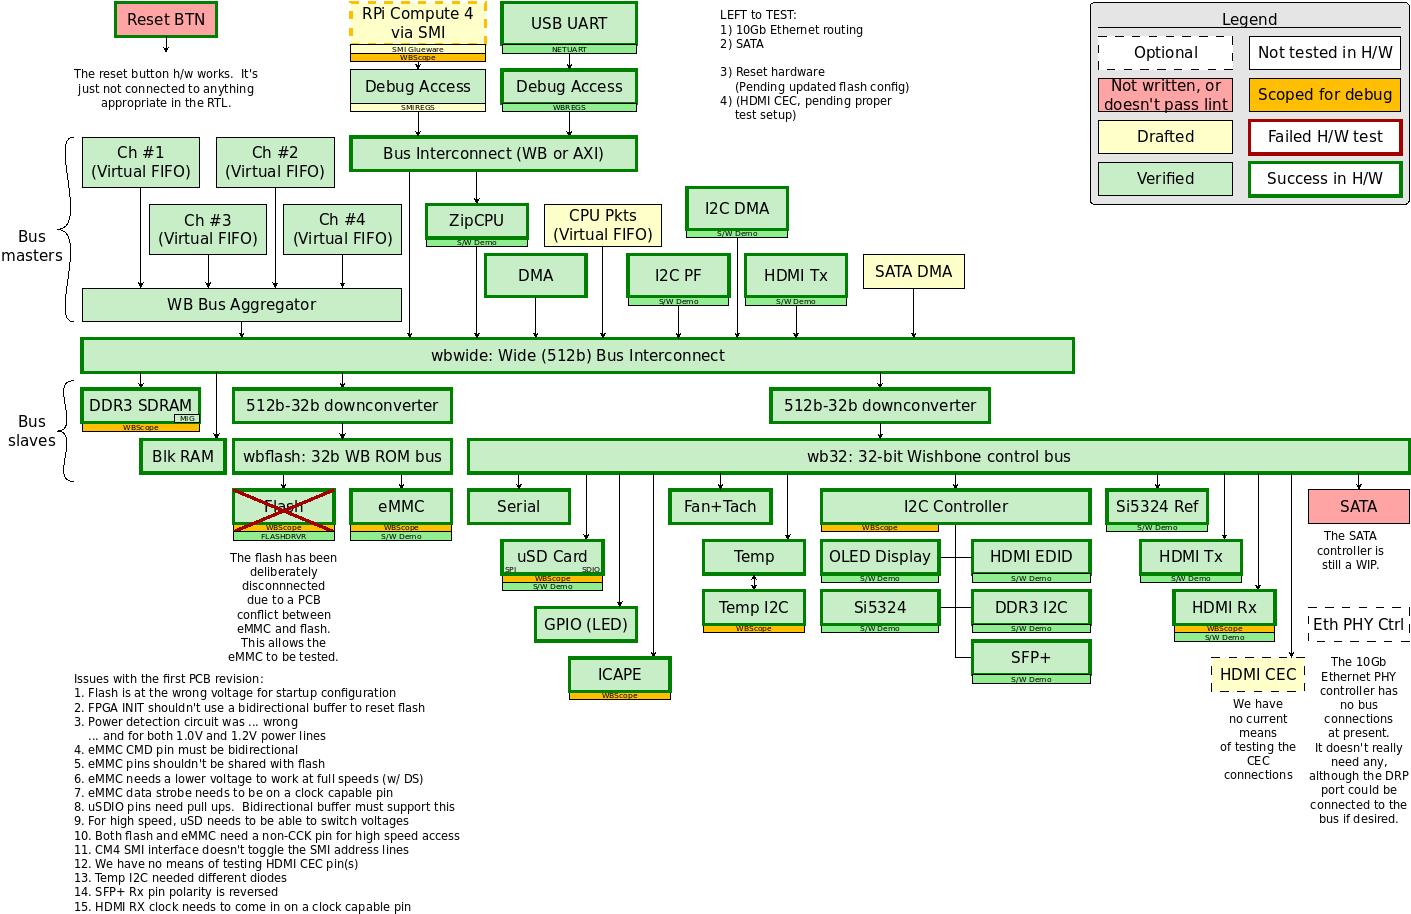 Reset BTN
The reset button h/w works. It's
just not connected to anything
appropriate in the RTL.
RPi Compute 4
via SMI
SMI Glueware
WBScope
Debug Access
SMIREGS
USB UART
NETUART
Debug Access
WBREGS
LEFT to TEST:
1) 10Gb Ethernet routing
2) SATA
3) Reset hardware
(Pending updated flash config)
4) (HDMI CEC, pending proper
test setup)
Legend
Optional
Not tested in H/W
Not written, or
doesn't pass lint
Scoped for debug
Drafted
Failed H/W test
Verified
Success in H/W
Bus
masters
Ch #1
(Virtual FIFO)
Ch #2
(Virtual FIFO)
Ch #3
(Virtual FIFO)
Ch #4
(Virtual FIFO)
WB Bus Aggregator
Bus Interconnect (WB or AXI)
ZipCPU
S/W Demo
DMA
CPU Pkts
(Virtual FIFO)
I2C PF
S/W Demo
I2C DMA
S/W Demo
HDMI Tx
S/W Demo
SATA DMA
wbwide: Wide (512b) Bus Interconnect
Bus
slaves
DDR3 SDRAM
MIG
WBScope
512b-32b downconverter
512b-32b downconverter
Blk RAM
wbflash: 32b WB ROM bus
wb32: 32-bit Wishbone control bus
Flash
WBScope
FLASHDRVR
The flash has been
deliberately
disconnnected
due to a PCB
conflict between
eMMC and flash.
This allows the
eMMC to be tested.
eMMC
WBScope
S/W Demo
Serial
uSD Card
SPI
SDIO
WBScope
S/W Demo
GPIO (LED)
ICAPE
WBScope
Fan+Tach
Temp
Temp I2C
WBScope
I2C Controller
WBScope
OLED Display
S/W Demo
HDMI EDID
S/W Demo
Si5324
S/W Demo
DDR3 I2C
S/W Demo
SFP+
S/W Demo
Si5324 Ref
S/W Demo
HDMI Tx
S/W Demo
HDMI Rx
WBScope
S/W Demo
HDMI CEC
We have
no current
means
of testing the
CEC
connections
SATA
The SATA
controller is
still a WIP.
Eth PHY Ctrl
The 10Gb
Ethernet PHY
controller has
no bus
connections
at present.
It doesn't really
need any,
although the DRP
port could be
connected to the
bus if desired.
Issues with the first PCB revision:
1. Flash is at the wrong voltage for startup configuration
2. FPGA INIT shouldn't use a bidirectional buffer to reset flash
3. Power detection circuit was ... wrong
... and for both 1.0V and 1.2V power lines
4. eMMC CMD pin must be bidirectional
5. eMMC pins shouldn't be shared with flash
6. eMMC needs a lower voltage to work at full speeds (w/ DS)
7. eMMC data strobe needs to be on a clock capable pin
8. uSDIO pins need pull ups. Bidirectional buffer must support this
9. For high speed, uSD needs to be able to switch voltages
10. Both flash and eMMC need a non-CCK pin for high speed access
11. CM4 SMI interface doesn't toggle the SMI address lines
12. We have no means of testing HDMI CEC pin(s)
13. Temp I2C needed different diodes
14. SFP+ Rx pin polarity is reversed
15. HDMI RX clock needs to come in on a clock capable pin